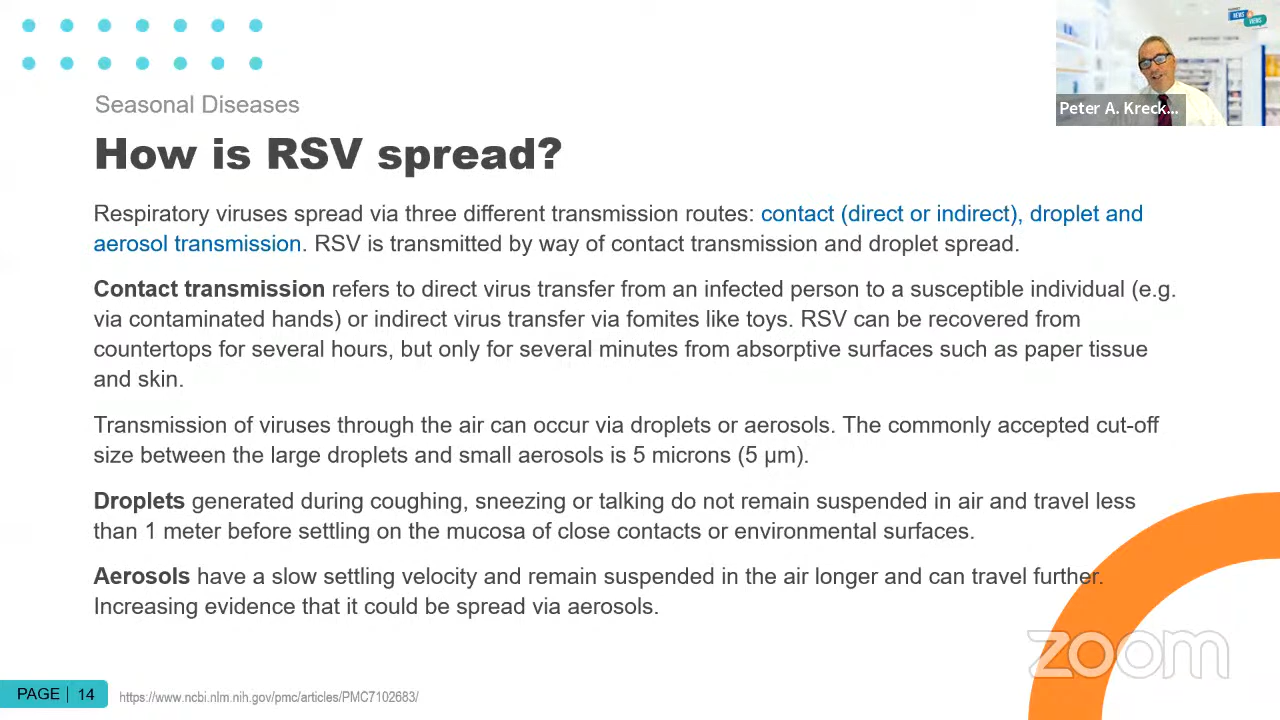 NEWS
VIEWS
Peter A. Kreck...
Seasonal Diseases
How is RSV spread?
Respiratory viruses spread via three different transmission routes: contact (direct or indirect), droplet and
aerosol transmission. RSV is transmitted by way of contact transmission and droplet spread.
Contact transmission refers to direct virus transfer from an infected person to a susceptible individual (e.g.
via contaminated hands) or indirect virus transfer via fomites like toys. RSV can be recovered from
countertops for several hours, but only for several minutes from absorptive surfaces such as paper tissue
and skin.
Transmission of viruses through the air can occur via droplets or aerosols. The commonly accepted cut-off
size between the large droplets and small aerosols is 5 microns (5 µm).
Droplets generated during coughing, sneezing or talking do not remain suspended in air and travel less
than 1 meter before settling on the mucosa of close contacts or environmental surfaces.
Aerosols have a slow settling velocity and remain suspended in the air longer and can travel further.
Increasing evidence that it could be spread via aerosols.
zoom
PAGE | 14
https://www.ncbi.nlm.nih.gov/pmc/articles/PMC7102683/